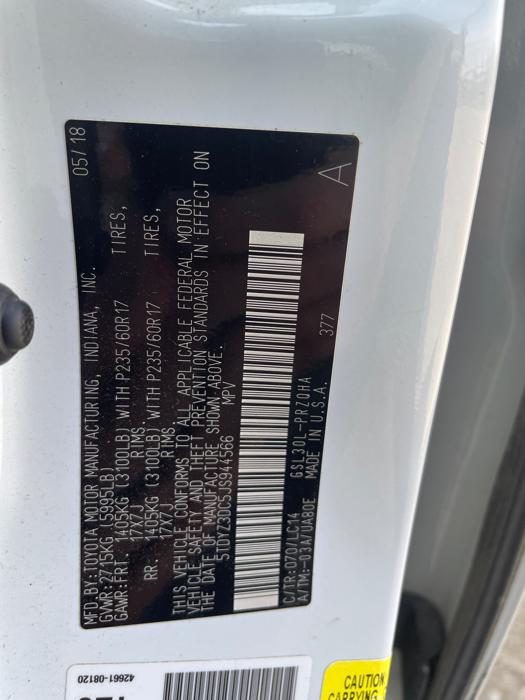 MFD.BY:TOYOTA MOTOR MANUFACTURING, INDIANA, INC. 05/18
GVWR:2715KG (5995LB)
GAWR:FRT 1405KG (3100LB) WITH P235/60R17 TIRES,
17X7J RIMS
RR. 1405KG (3100LB) WITH P235/60R17 TIRES,
17X7J RIMS
THIS VEHICLE CONFORMS TO ALL APPLICABLE FEDERAL MOTOR
VEHICLE SAFETY AND THEFT PREVENTION STANDARDS IN EFFECT ON
THE DATE OF MANUFACTURE SHOWN ABOVE.
5TDYZ3DC5JS944566 MPV
C/TR:070/LC14 GSL30L-PRZQHA
A/TM:-03A/UA80E MADE IN U.S.A. 377 A
42661-08120
CAUTION
CARRYING